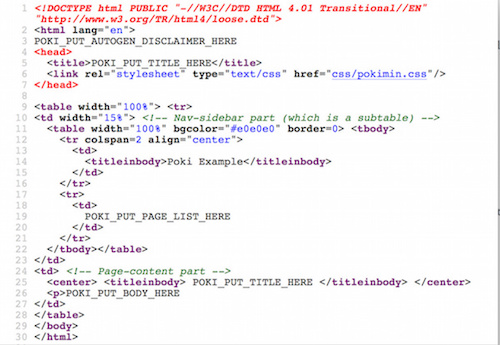 1 <!DOCTYPE html PUBLIC "-//W3C//DTD HTML 4.01 Transitional//EN"
"http://www.w3.org/TR/html4/loose.dtd">
2 <html lang="en">
3 POKI_PUT_AUTOGEN_DISCLAIMER_HERE
4 <head>
5 <title>POKI_PUT_TITLE_HERE</title>
6 <link rel="stylesheet" type="text/css" href="css/pokimin.css"/>
7 </head>
8
9 <table width="100%"> <tr>
10 <td width="15%"> <!-- Nav-sidebar part (which is a subtable) -->
11 <table width="100%" bgcolor="#e0e0e0" border=0> <tbody>
12 <tr colspan=2 align="center">
13 <td>
14 <titleinbody>Poki Example</titleinbody>
15 </td>
16 </tr>
17 <tr>
18 <td>
19 POKI_PUT_PAGE_LIST_HERE
20 </td>
21 </tr>
22 </tbody></table>
23 </td>
24 <td> <!-- Page-content part -->
25 <center> <titleinbody> POKI_PUT_TITLE_HERE </titleinbody> </center>
26 <p>POKI_PUT_BODY_HERE
27 </td>
28 </table>
29 </body>
30 </html>